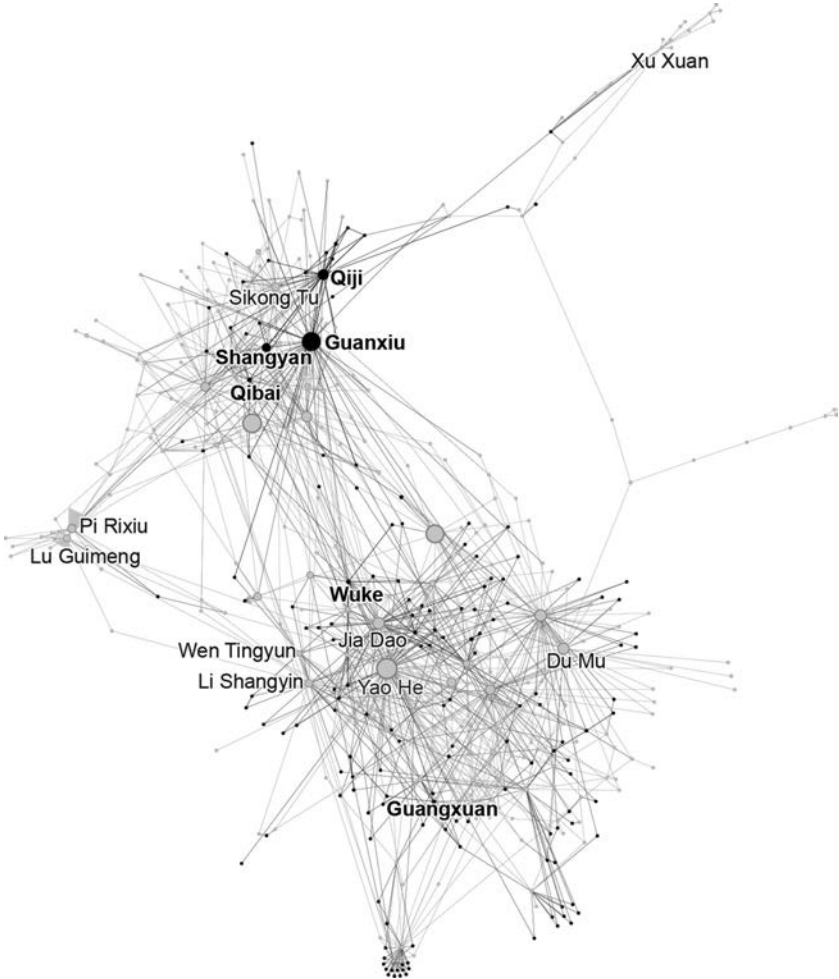 Xu Xuan
Qiji
Sikong Tu
Guanxiu
Shangyan
Qibai
Pi Rixiu
Lu Guimeng
Wuke
Jia Dao
Wen Tingyun
Du Mu
Li Shangyin
Yao He
Guangxuan